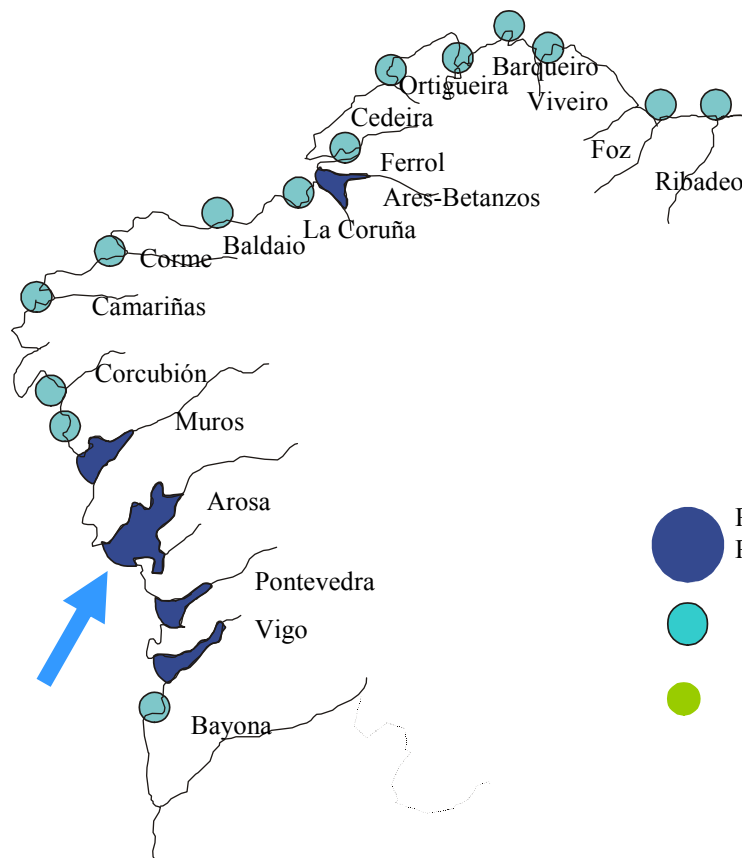 Barqueiro
Ortigueira
Viveiro
Cedeira
Foz
Ferrol
Ribadeo
Ares-Betanzos
La Coruña
Baldaio
Corme
Camariñas
Corcubión
Muros
Arosa
Pontevedra
Vigo
Bayona